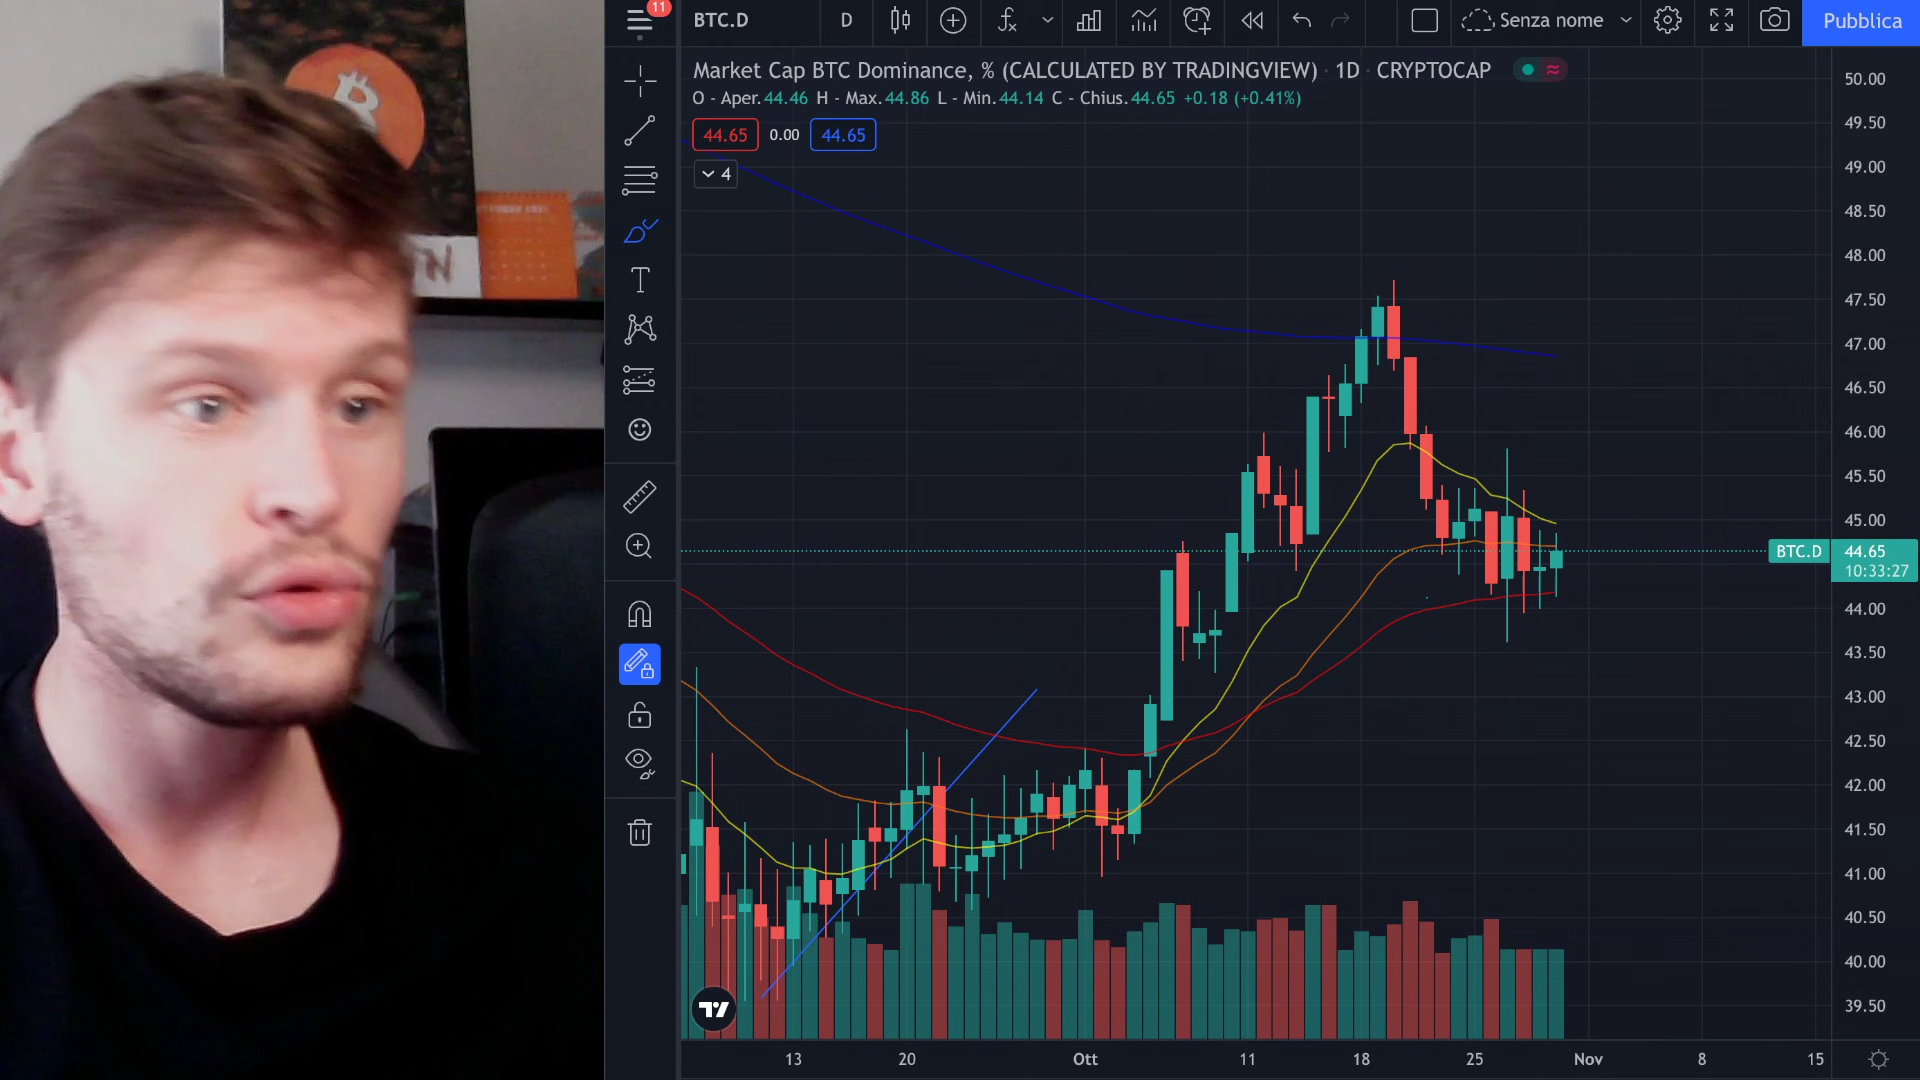 11
BTC.D
D
Senza nome
Pubblica
Market Cap BTC Dominance, % (CALCULATED BY TRADINGVIEW) · 1D · CRYPTOCAP
O - Aper.44.46 H - Max.44.86 L - Min.44.14 C - Chius.44.65 +0.18 (+0.41%)
44.65 0.00 44.65
4
50.00
49.50
49.00
48.50
48.00
47.50
47.00
46.50
46.00
45.50
45.00
BTC.D 44.65
10:33:27
44.00
43.50
43.00
42.50
42.00
41.50
41.00
40.50
40.00
39.50
13 20 Ott 11 18 25 Nov 8 15